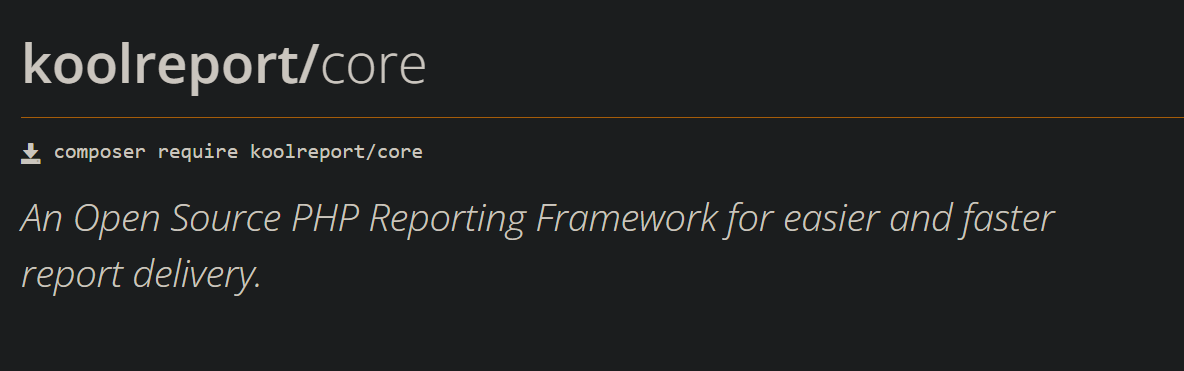 koolreport/core
composer require koolreport/core
An Open Source PHP Reporting Framework for easier and faster
report delivery.